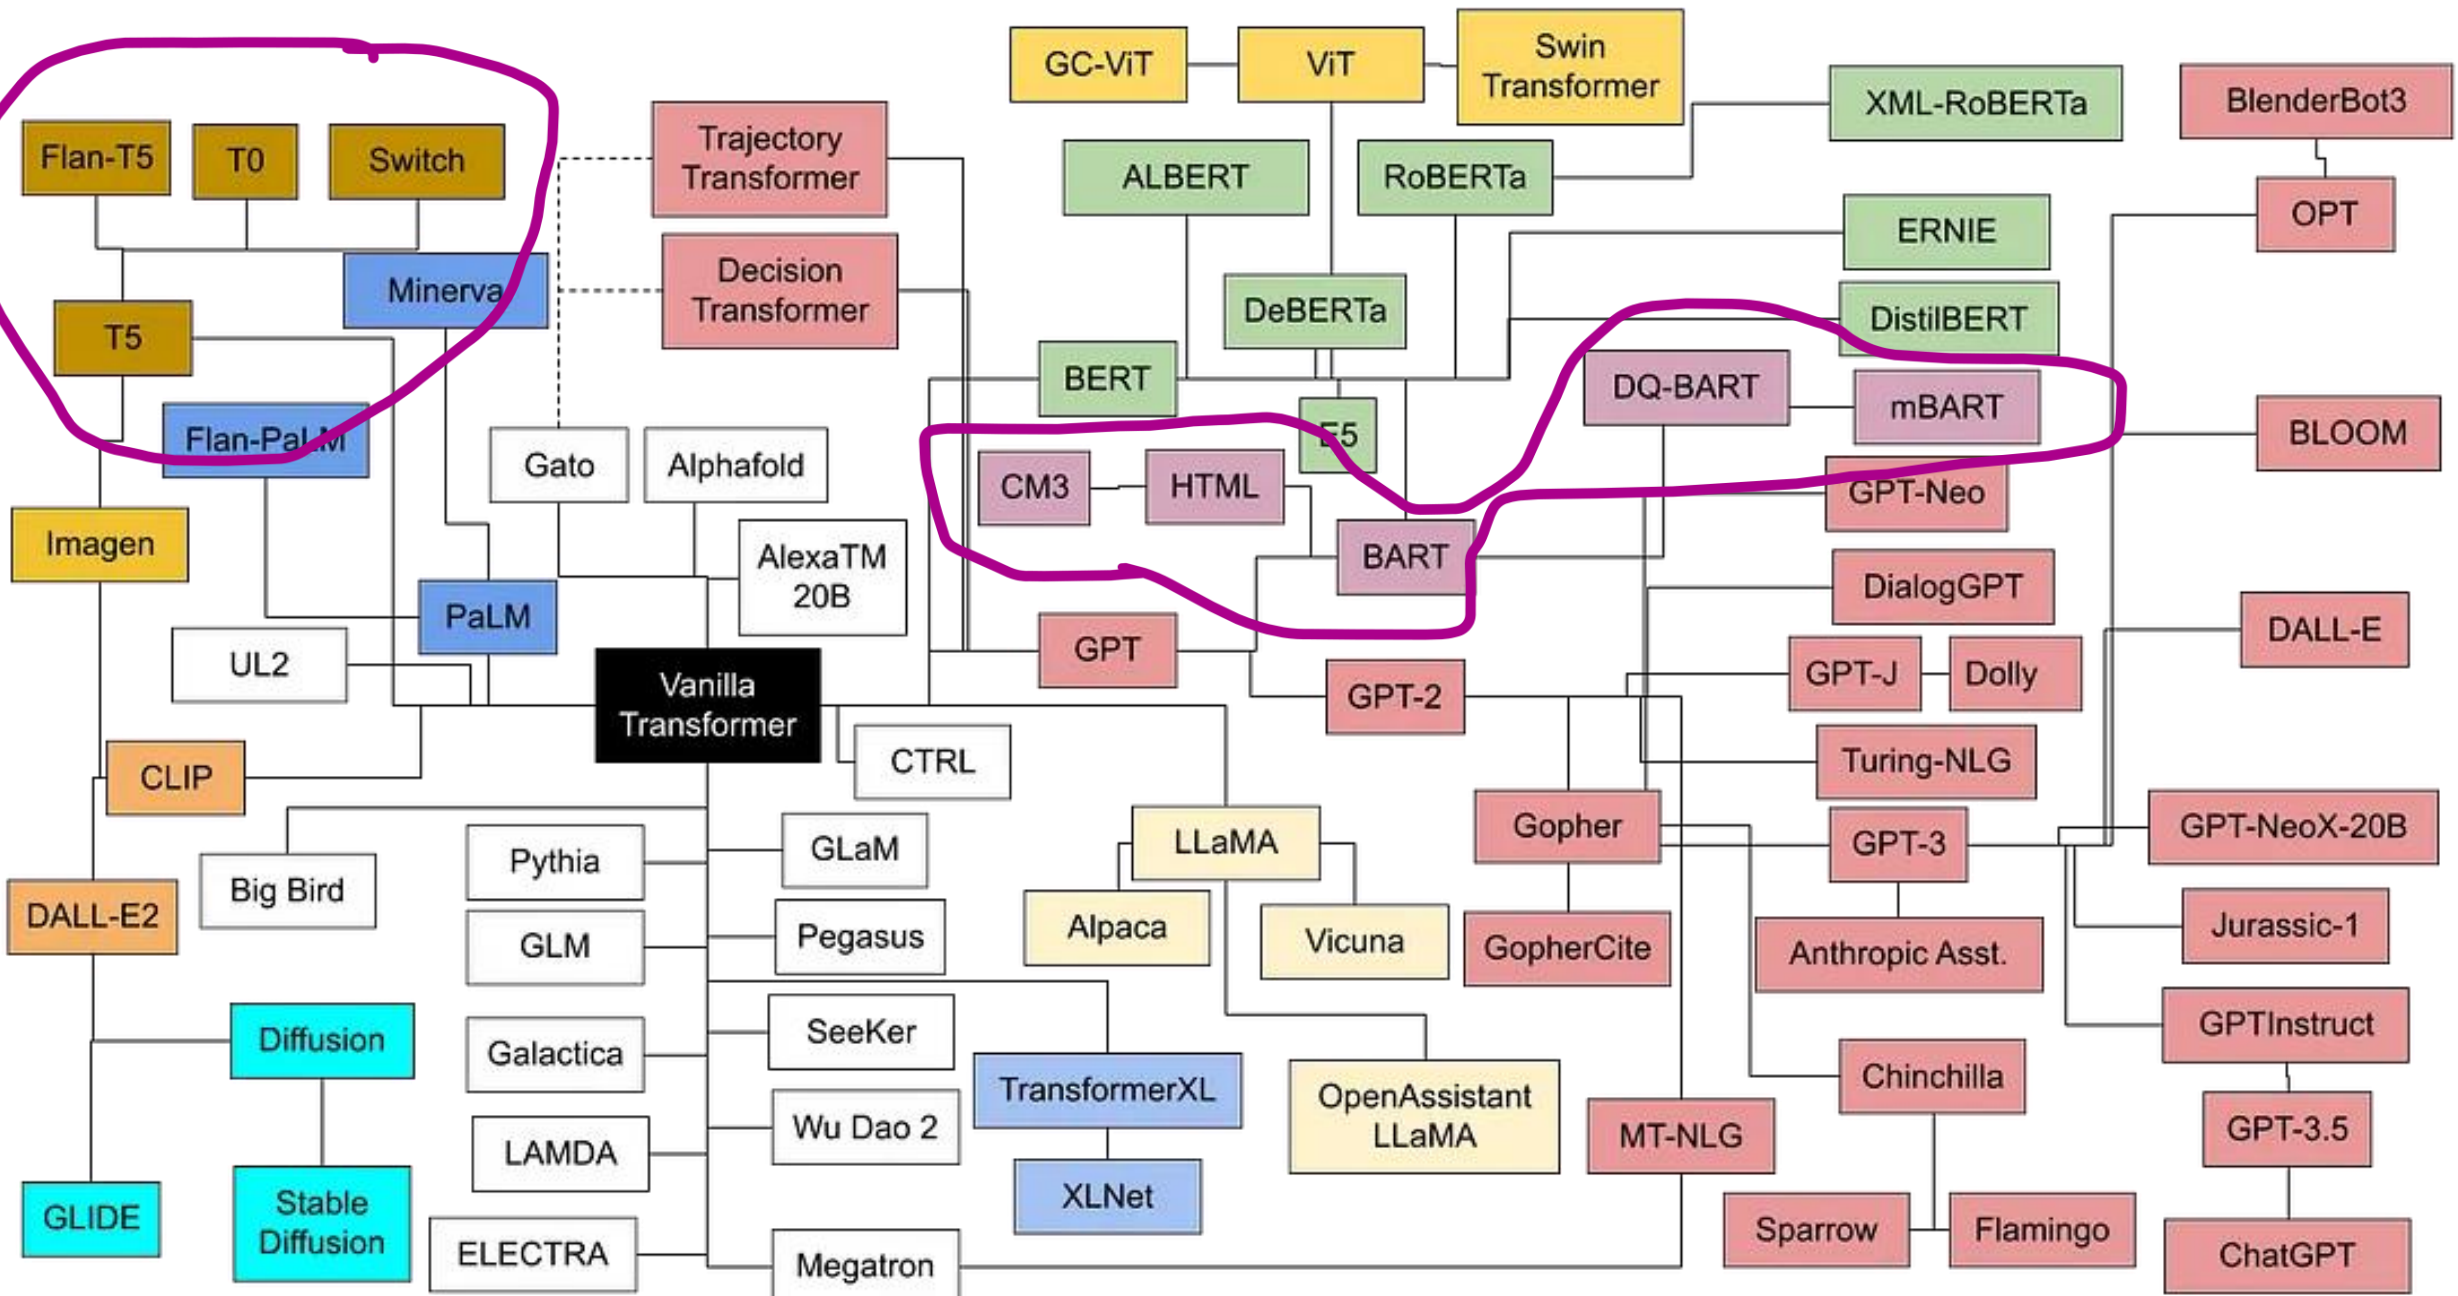 GC-ViT
ViT
Swin
Transformer
XML-RoBERTa
BlenderBot3
Flan-T5
T0
Switch
Trajectory
Transformer
ALBERT
RoBERTa
OPT
ERNIE
Minerva
Decision
Transformer
DeBERTa
DistilBERT
T5
BERT
DQ-BART
mBART
Flan-PaLM
Gato
Alphafold
E5
BLOOM
CM3
HTML
GPT-Neo
Imagen
AlexaTM
20B
BART
DialogGPT
PaLM
DALL-E
UL2
Vanilla
Transformer
GPT
GPT-2
GPT-J
Dolly
CLIP
CTRL
Turing-NLG
Pythia
GLaM
LLaMA
Gopher
GPT-3
GPT-NeoX-20B
Big Bird
DALL-E2
GLM
Pegasus
Alpaca
Vicuna
GopherCite
Anthropic Asst.
Jurassic-1
Diffusion
Galactica
SeeKer
TransformerXL
OpenAssistant
LLaMA
Chinchilla
GPTInstruct
LAMDA
Wu Dao 2
MT-NLG
GPT-3.5
GLIDE
Stable
Diffusion
XLNet
Sparrow
Flamingo
ELECTRA
Megatron
ChatGPT